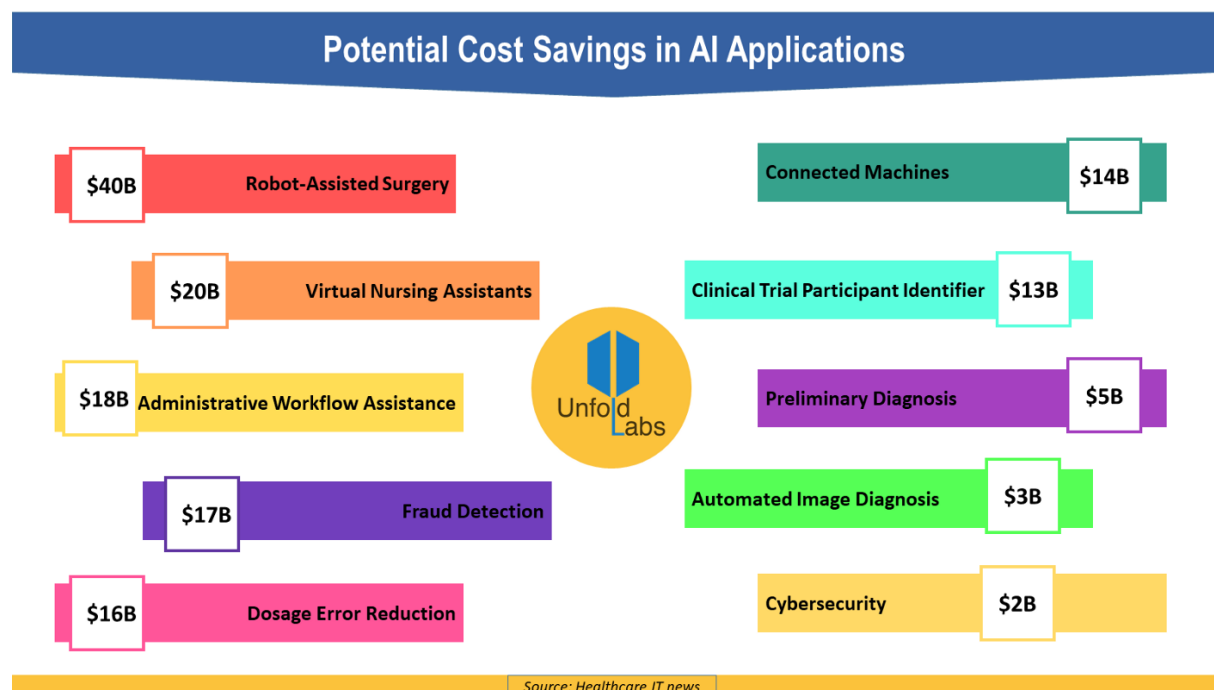 Potential Cost Savings in AI Applications
$40B Robot-Assisted Surgery
$20B Virtual Nursing Assistants
$18B Administrative Workflow Assistance
$17B Fraud Detection
$16B Dosage Error Reduction
Unfold
Labs
Connected Machines $14B
Clinical Trial Participant Identifier $13B
Preliminary Diagnosis $5B
Automated Image Diagnosis $3B
Cybersecurity $2B
Source: Healthcare IT news